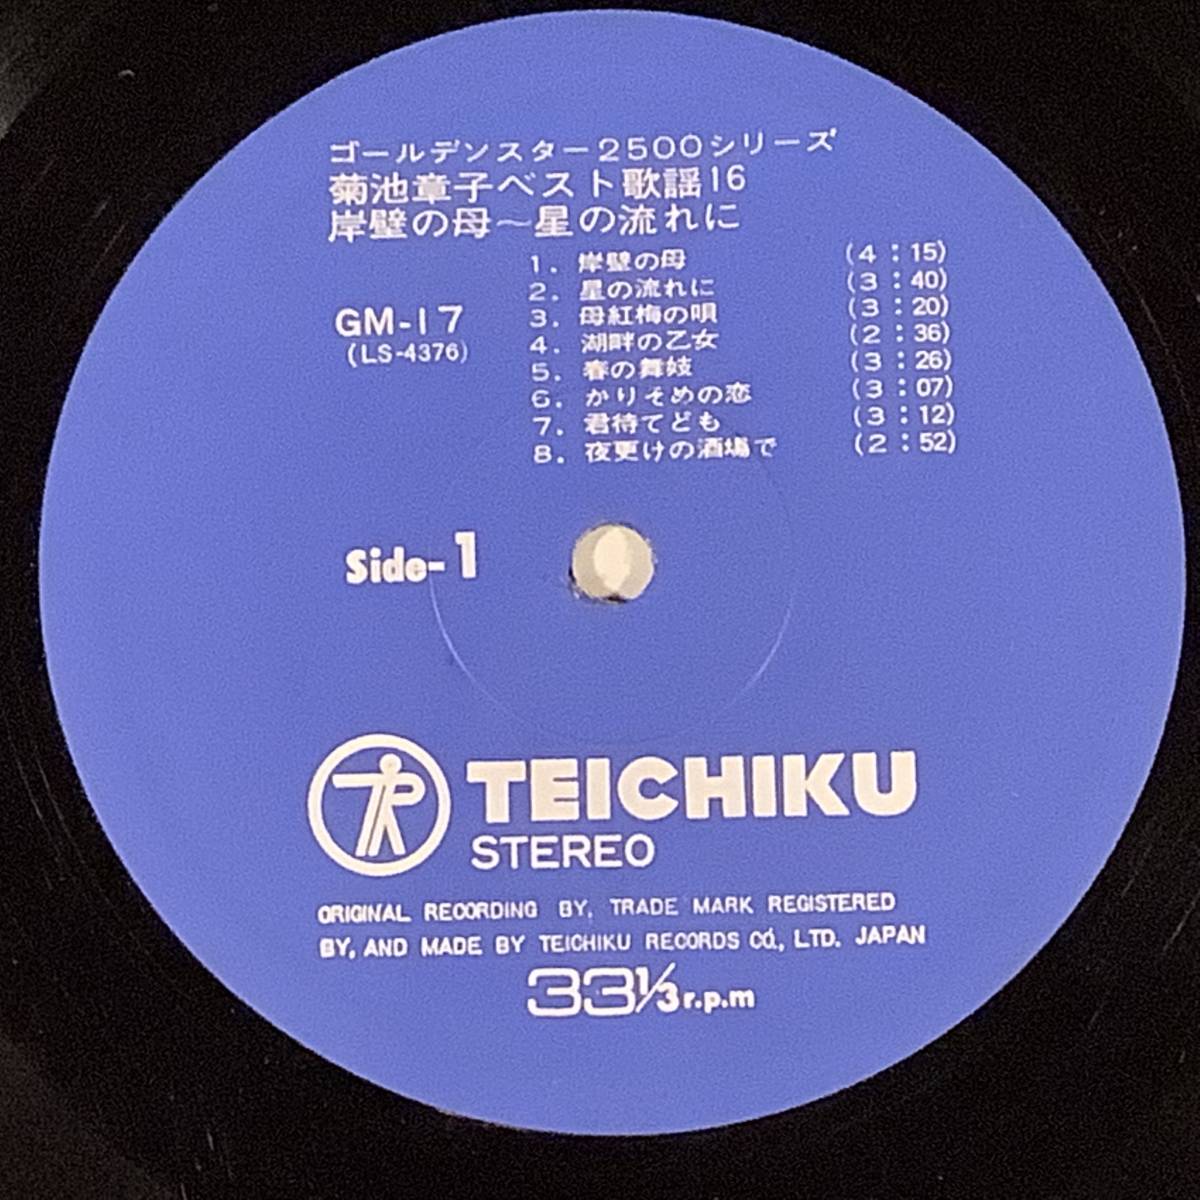 ゴールデンスター2500シリーズ
菊池章子ベスト歌謡16
岸壁の母〜星の流れに
GM-17
(LS-4376)
1. 岸壁の母 (4:15)
2. 星の流れに (3:40)
3. 母紅梅の唄 (3:20)
4. 湖畔の乙女 (2:36)
5. 春の舞妓 (3:26)
6. かりそめの恋 (3:07)
7. 君待てども (3:12)
8. 夜更けの酒場で (2:52)
Side-1
TEICHIKU
STEREO
ORIGINAL RECORDING BY, TRADE MARK REGISTERED
BY, AND MADE BY TEICHIKU RECORDS Co., LTD. JAPAN
33⅓r.p.m